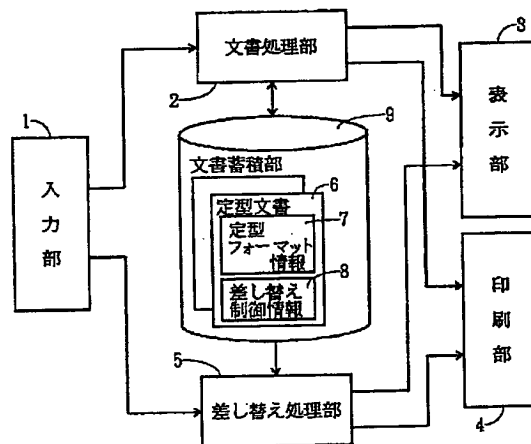 文書処理部
2
3
表示部
1
入力部
9
文書蓄積部
6
定型文書
7
定型
フォーマット
情報
8
差し替え
制御情報
5
差し替え処理部
印刷部
4